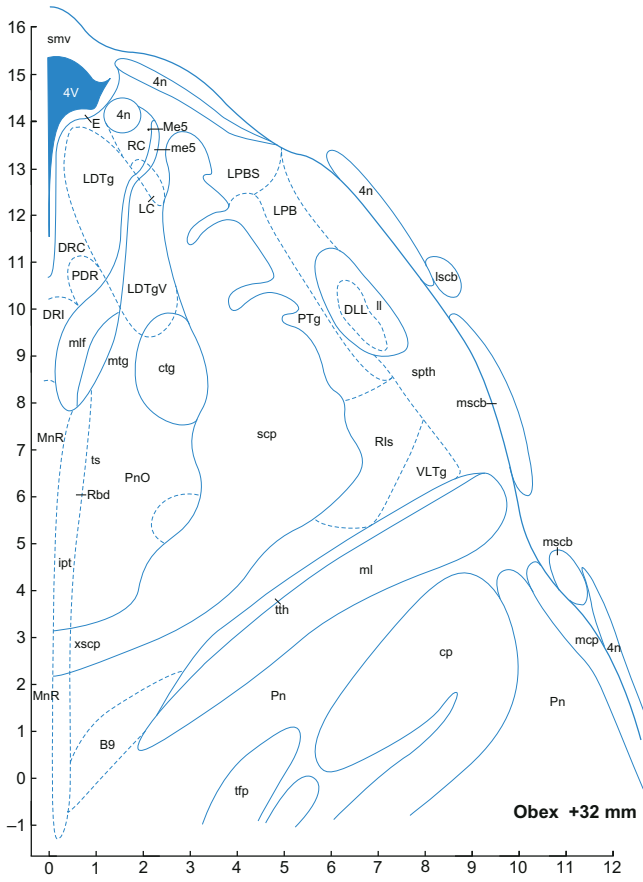 16
smv
15
4V
4n
14
E
4n
Me5
RC
me5
13
LDTg
LPBS
4n
12
LC
LPB
DRC
11
PDR
lscb
LDTgV
DLL
ll
10
DRI
PTg
mlf
mtg
9
ctg
spth
8
mscb
MnR
scp
RIs
7
ts
PnO
VLTg
6
Rbd
5
mscb
ipt
ml
4
tth
3
xscp
cp
mcp
4n
2
MnR
Pn
Pn
1
B9
0
tfp
Obex +32 mm
–1
0 1 2 3 4 5 6 7 8 9 10 11 12